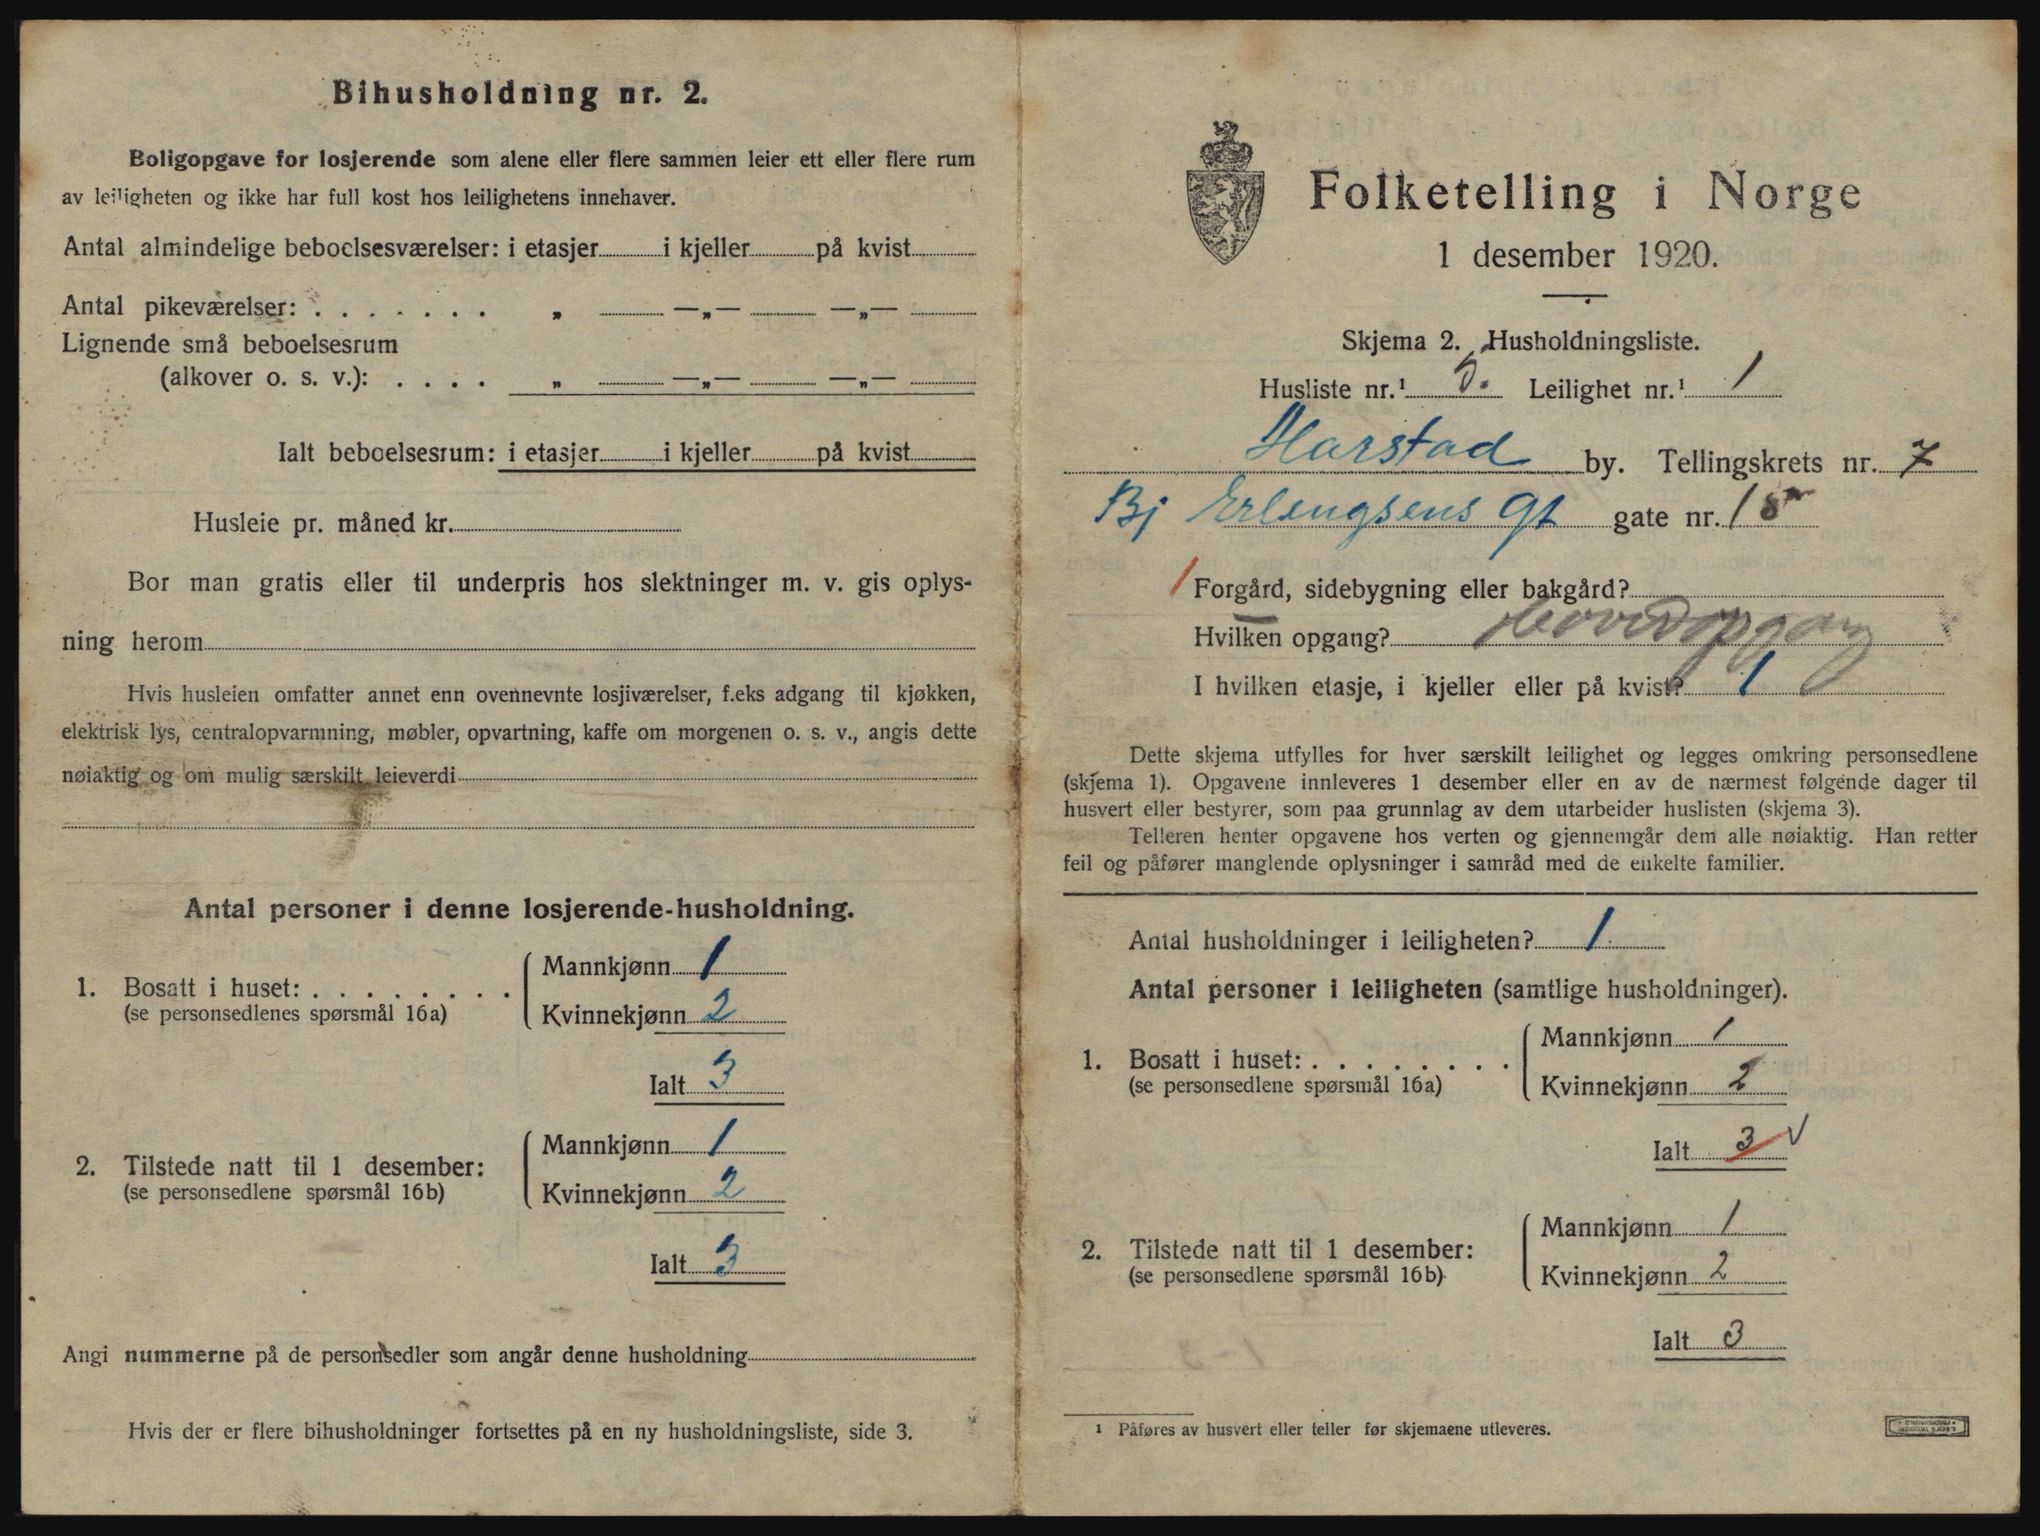 Bihusholdning nr. 2.
Boligopgave for losjerende som alene eller flere sammen leier ett eller flere rum
av leiligheten og ikke har full kost hos leilighetens innehaver.
Antal almindelige beboelsesværelser: i etasjer i kjeller på kvist
Antal pikeværelser: . . . . . . . „ —„— —„—
Lignende små beboelsesrum
(alkover o. s. v.): . . . . „ —„— —„—
Ialt beboelsesrum: i etasjer i kjeller på kvist
Husleie pr. måned kr.
Bor man gratis eller til underpris hos slektninger m. v. gis oplys-
ning herom
Hvis husleien omfatter annet enn ovennevnte losjiværelser, f.eks adgang til kjøkken,
elektrisk lys, centralopvarmning, møbler, opvartning, kaffe om morgenen o. s. v., angis dette
nøiaktig og om mulig særskilt leieverdi
Antal personer i denne losjerende-husholdning.
Mannkjønn 1
1. Bosatt i huset: . . . . . . . .
(se personsedlenes spørsmål 16a)
Kvinnekjønn 2
Ialt 3
Mannkjønn 1
2. Tilstede natt til 1 desember:
(se personsedlene spørsmål 16b)
Kvinnekjønn 2
Ialt 3
Angi nummerne på de personsedler som angår denne husholdning
Hvis der er flere bihusholdninger fortsettes på en ny husholdningsliste, side 3.
Folketelling i Norge
1 desember 1920.
Skjema 2. Husholdningsliste.
Husliste nr.¹ 5. Leilighet nr.¹ 1
Harstad by. Tellingskrets nr. 7
Bj Erlengsens gt gate nr. 18
1 Forgård, sidebygning eller bakgård?
Hvilken opgang? Hovedopgang
I hvilken etasje, i kjeller eller på kvist? 1
Dette skjema utfylles for hver særskilt leilighet og legges omkring personsedlene
(skjema 1). Opgavene innleveres 1 desember eller en av de nærmest følgende dager til
husvert eller bestyrer, som paa grunnlag av dem utarbeider huslisten (skjema 3).
Telleren henter opgavene hos verten og gjennemgår dem alle nøiaktig. Han retter
feil og påfører manglende oplysninger i samråd med de enkelte familier.
Antal husholdninger i leiligheten? 1
Antal personer i leiligheten (samtlige husholdninger).
Mannkjønn 1
1. Bosatt i huset: . . . . . . . .
(se personsedlene spørsmål 16a)
Kvinnekjønn 2
Ialt 3 √
Mannkjønn 1
2. Tilstede natt til 1 desember:
(se personsedlene spørsmål 16b)
Kvinnekjønn 2
Ialt 3
¹ Påføres av husvert eller teller før skjemaene utleveres.